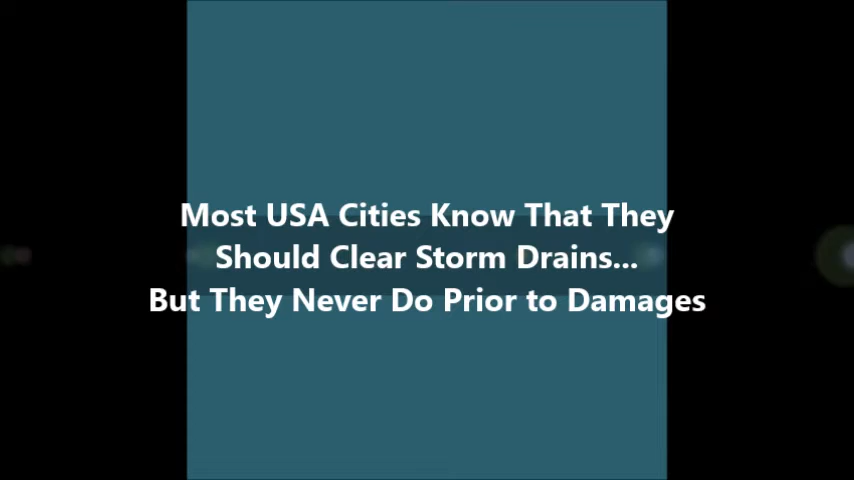 Most USA Cities Know That They
Should Clear Storm Drains...
But They Never Do Prior to Damages